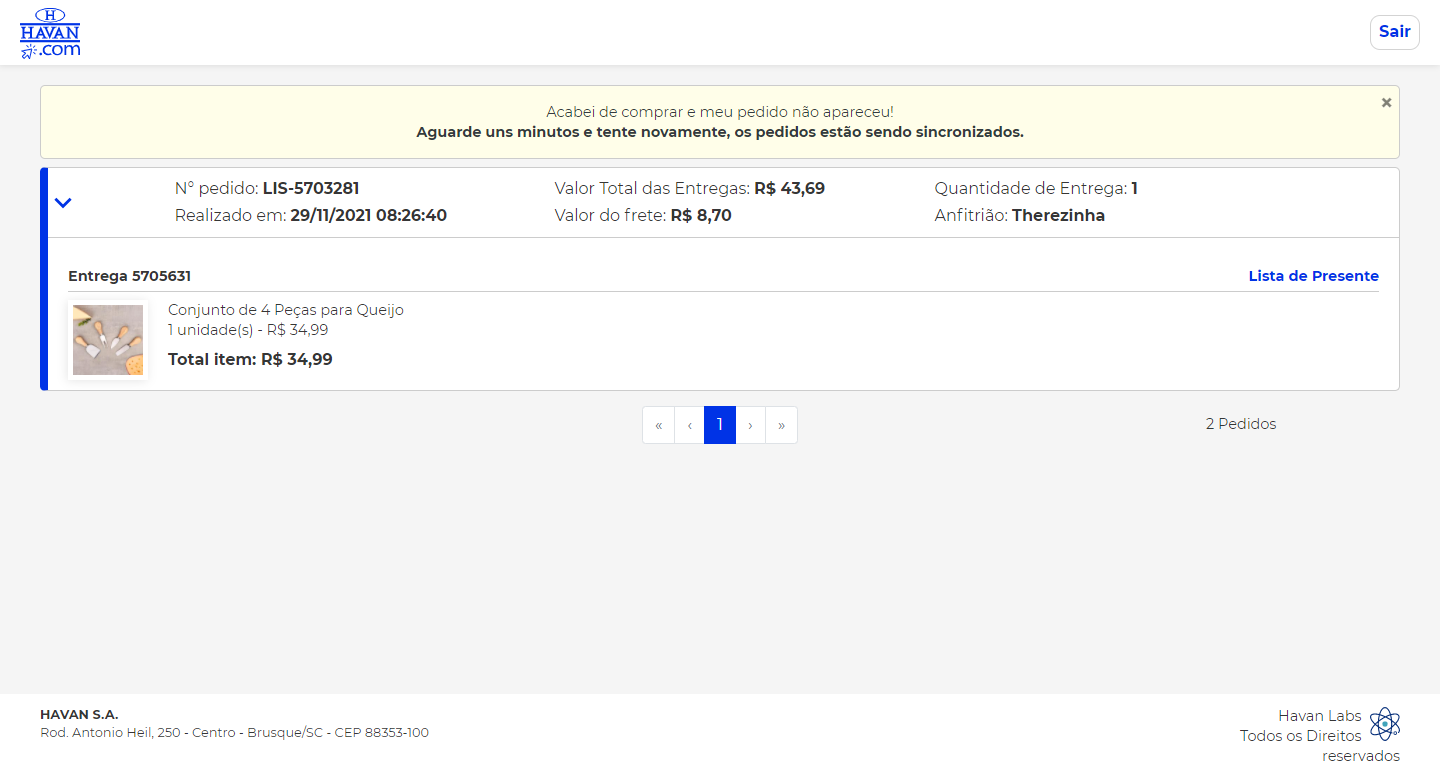 H
HAVAN
.com
Sair
Acabei de comprar e meu pedido não apareceu!
Aguarde uns minutos e tente novamente, os pedidos estão sendo sincronizados.
×
N° pedido: LIS-5703281
Realizado em: 29/11/2021 08:26:40
Valor Total das Entregas: R$ 43,69
Valor do frete: R$ 8,70
Quantidade de Entrega: 1
Anfitrião: Therezinha
Entrega 5705631
Lista de Presente
Conjunto de 4 Peças para Queijo
1 unidade(s) - R$ 34,99
Total item: R$ 34,99
« ‹ 1 › »
2 Pedidos
HAVAN S.A.
Rod. Antonio Heil, 250 - Centro - Brusque/SC - CEP 88353-100
Havan Labs
Todos os Direitos
reservados